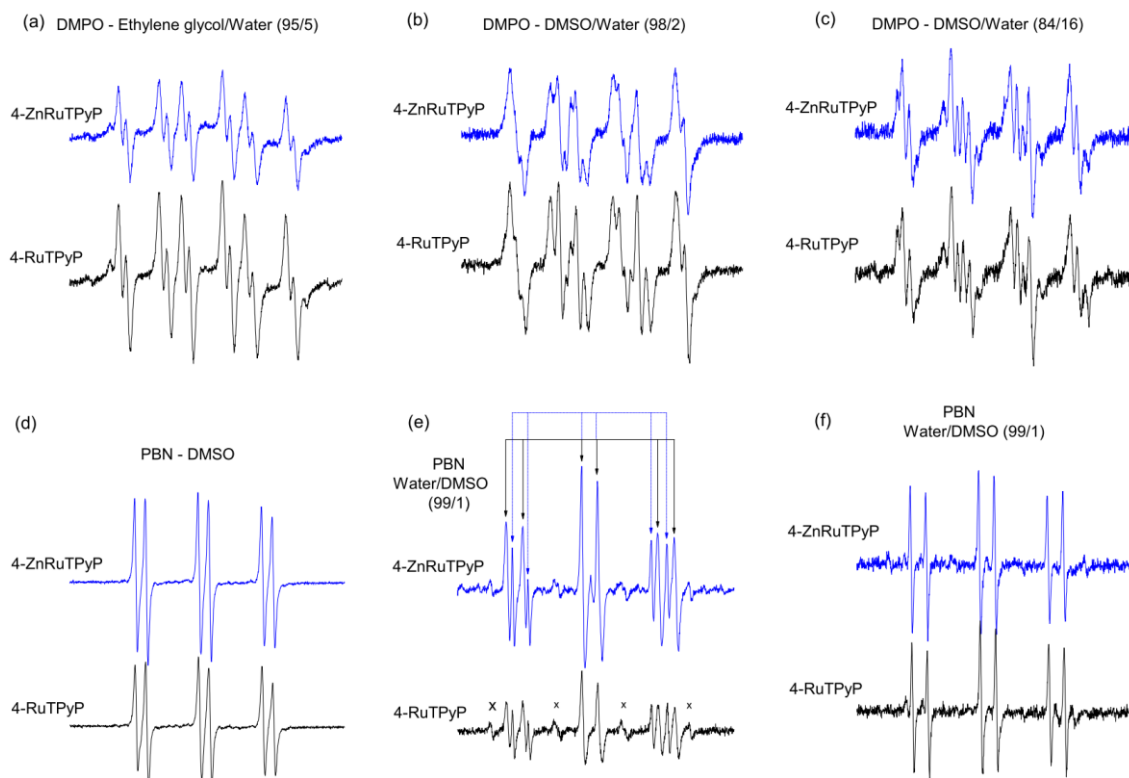 (a)
DMPO - Ethylene glycol/Water (95/5)
4-ZnRuTPyP
4-RuTPyP
(b)
DMPO - DMSO/Water (98/2)
4-ZnRuTPyP
4-RuTPyP
(c)
DMPO - DMSO/Water (84/16)
4-ZnRuTPyP
4-RuTPyP
(d)
PBN - DMSO
4-ZnRuTPyP
4-RuTPyP
(e)
PBN
Water/DMSO
(99/1)
4-ZnRuTPyP
4-RuTPyP
X x x x
(f)
PBN
Water/DMSO (99/1)
4-ZnRuTPyP
4-RuTPyP